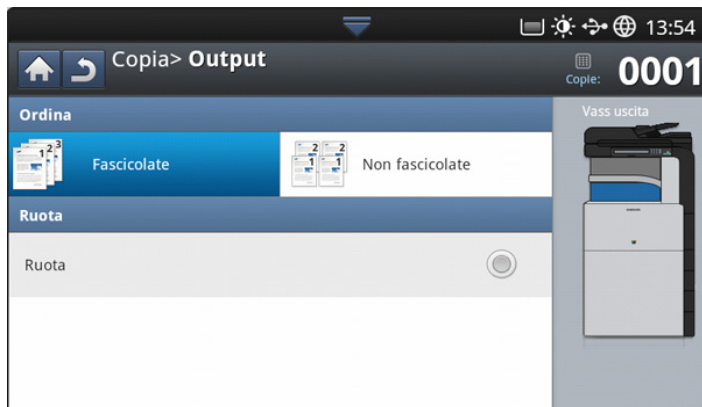 13:54
Copia> Output
Copie: 0001
Ordina
Vass uscita
Fascicolate
Non fascicolate
Ruota
Ruota